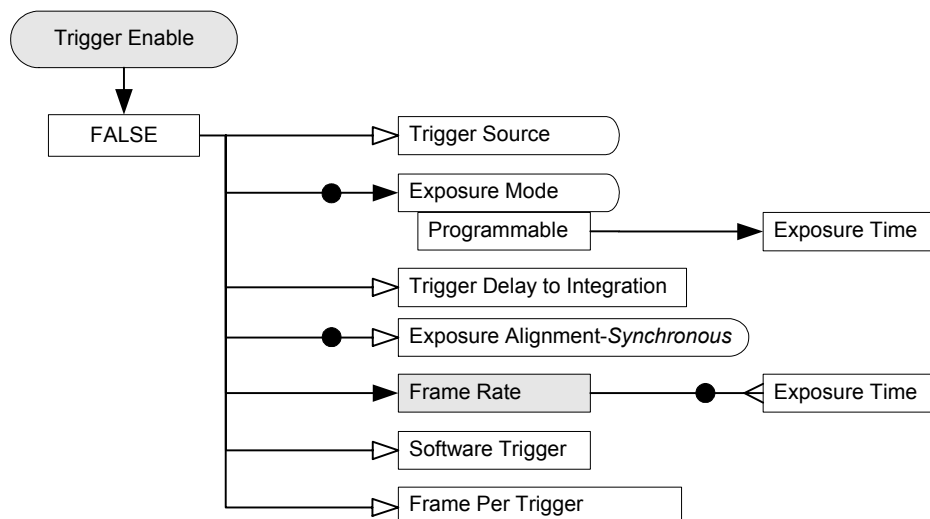 Trigger Enable
FALSE
Trigger Source
Exposure Mode
Programmable
Exposure Time
Trigger Delay to Integration
Exposure Alignment-Synchronous
Frame Rate
Exposure Time
Software Trigger
Frame Per Trigger